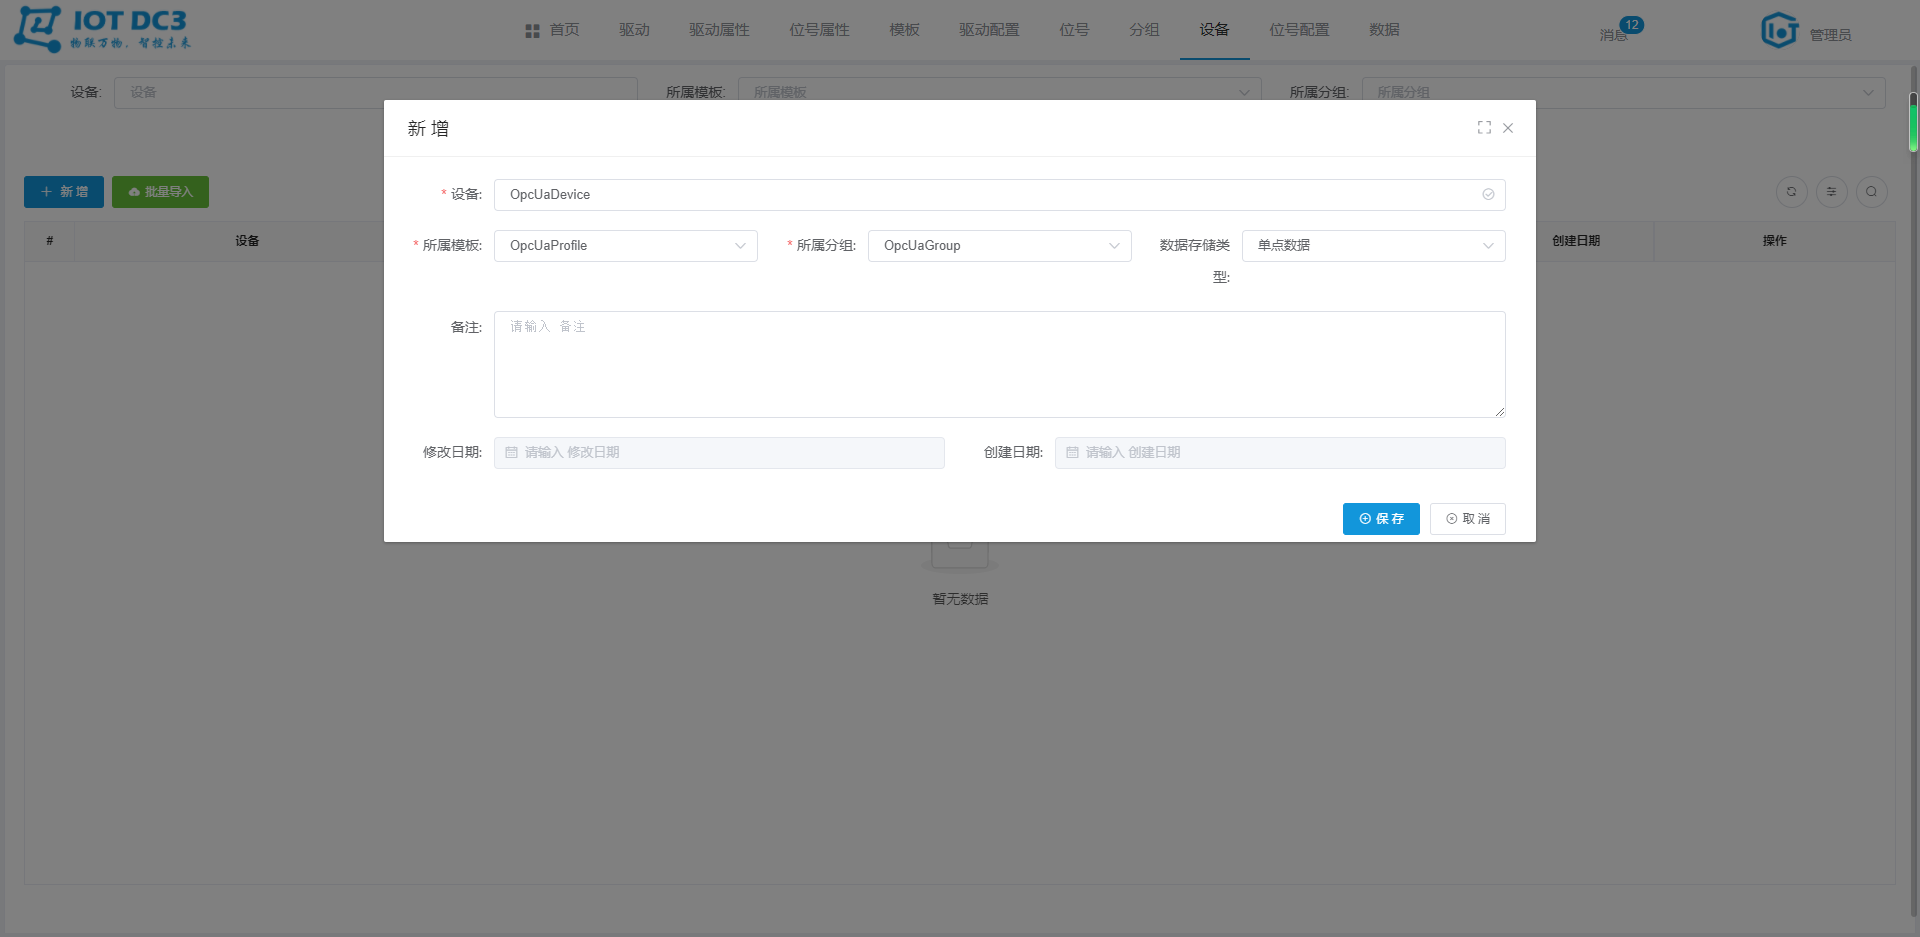 IOT DC3
物联万物，智控未来
首页 驱动 驱动属性 位号属性 模板 驱动配置 位号 分组 设备 位号配置 数据
消息 12
管理员
设备: 设备 所属模板: 所属模板 所属分组: 所属分组
新 增
* 设备: OpcUaDevice
新 增 批量导入
* 所属模板: OpcUaProfile * 所属分组: OpcUaGroup 数据存储类型: 单点数据
# 设备 创建日期 操作
备注: 请输入 备注
修改日期: 请输入 修改日期 创建日期: 请输入 创建日期
保 存 取 消
暂无数据